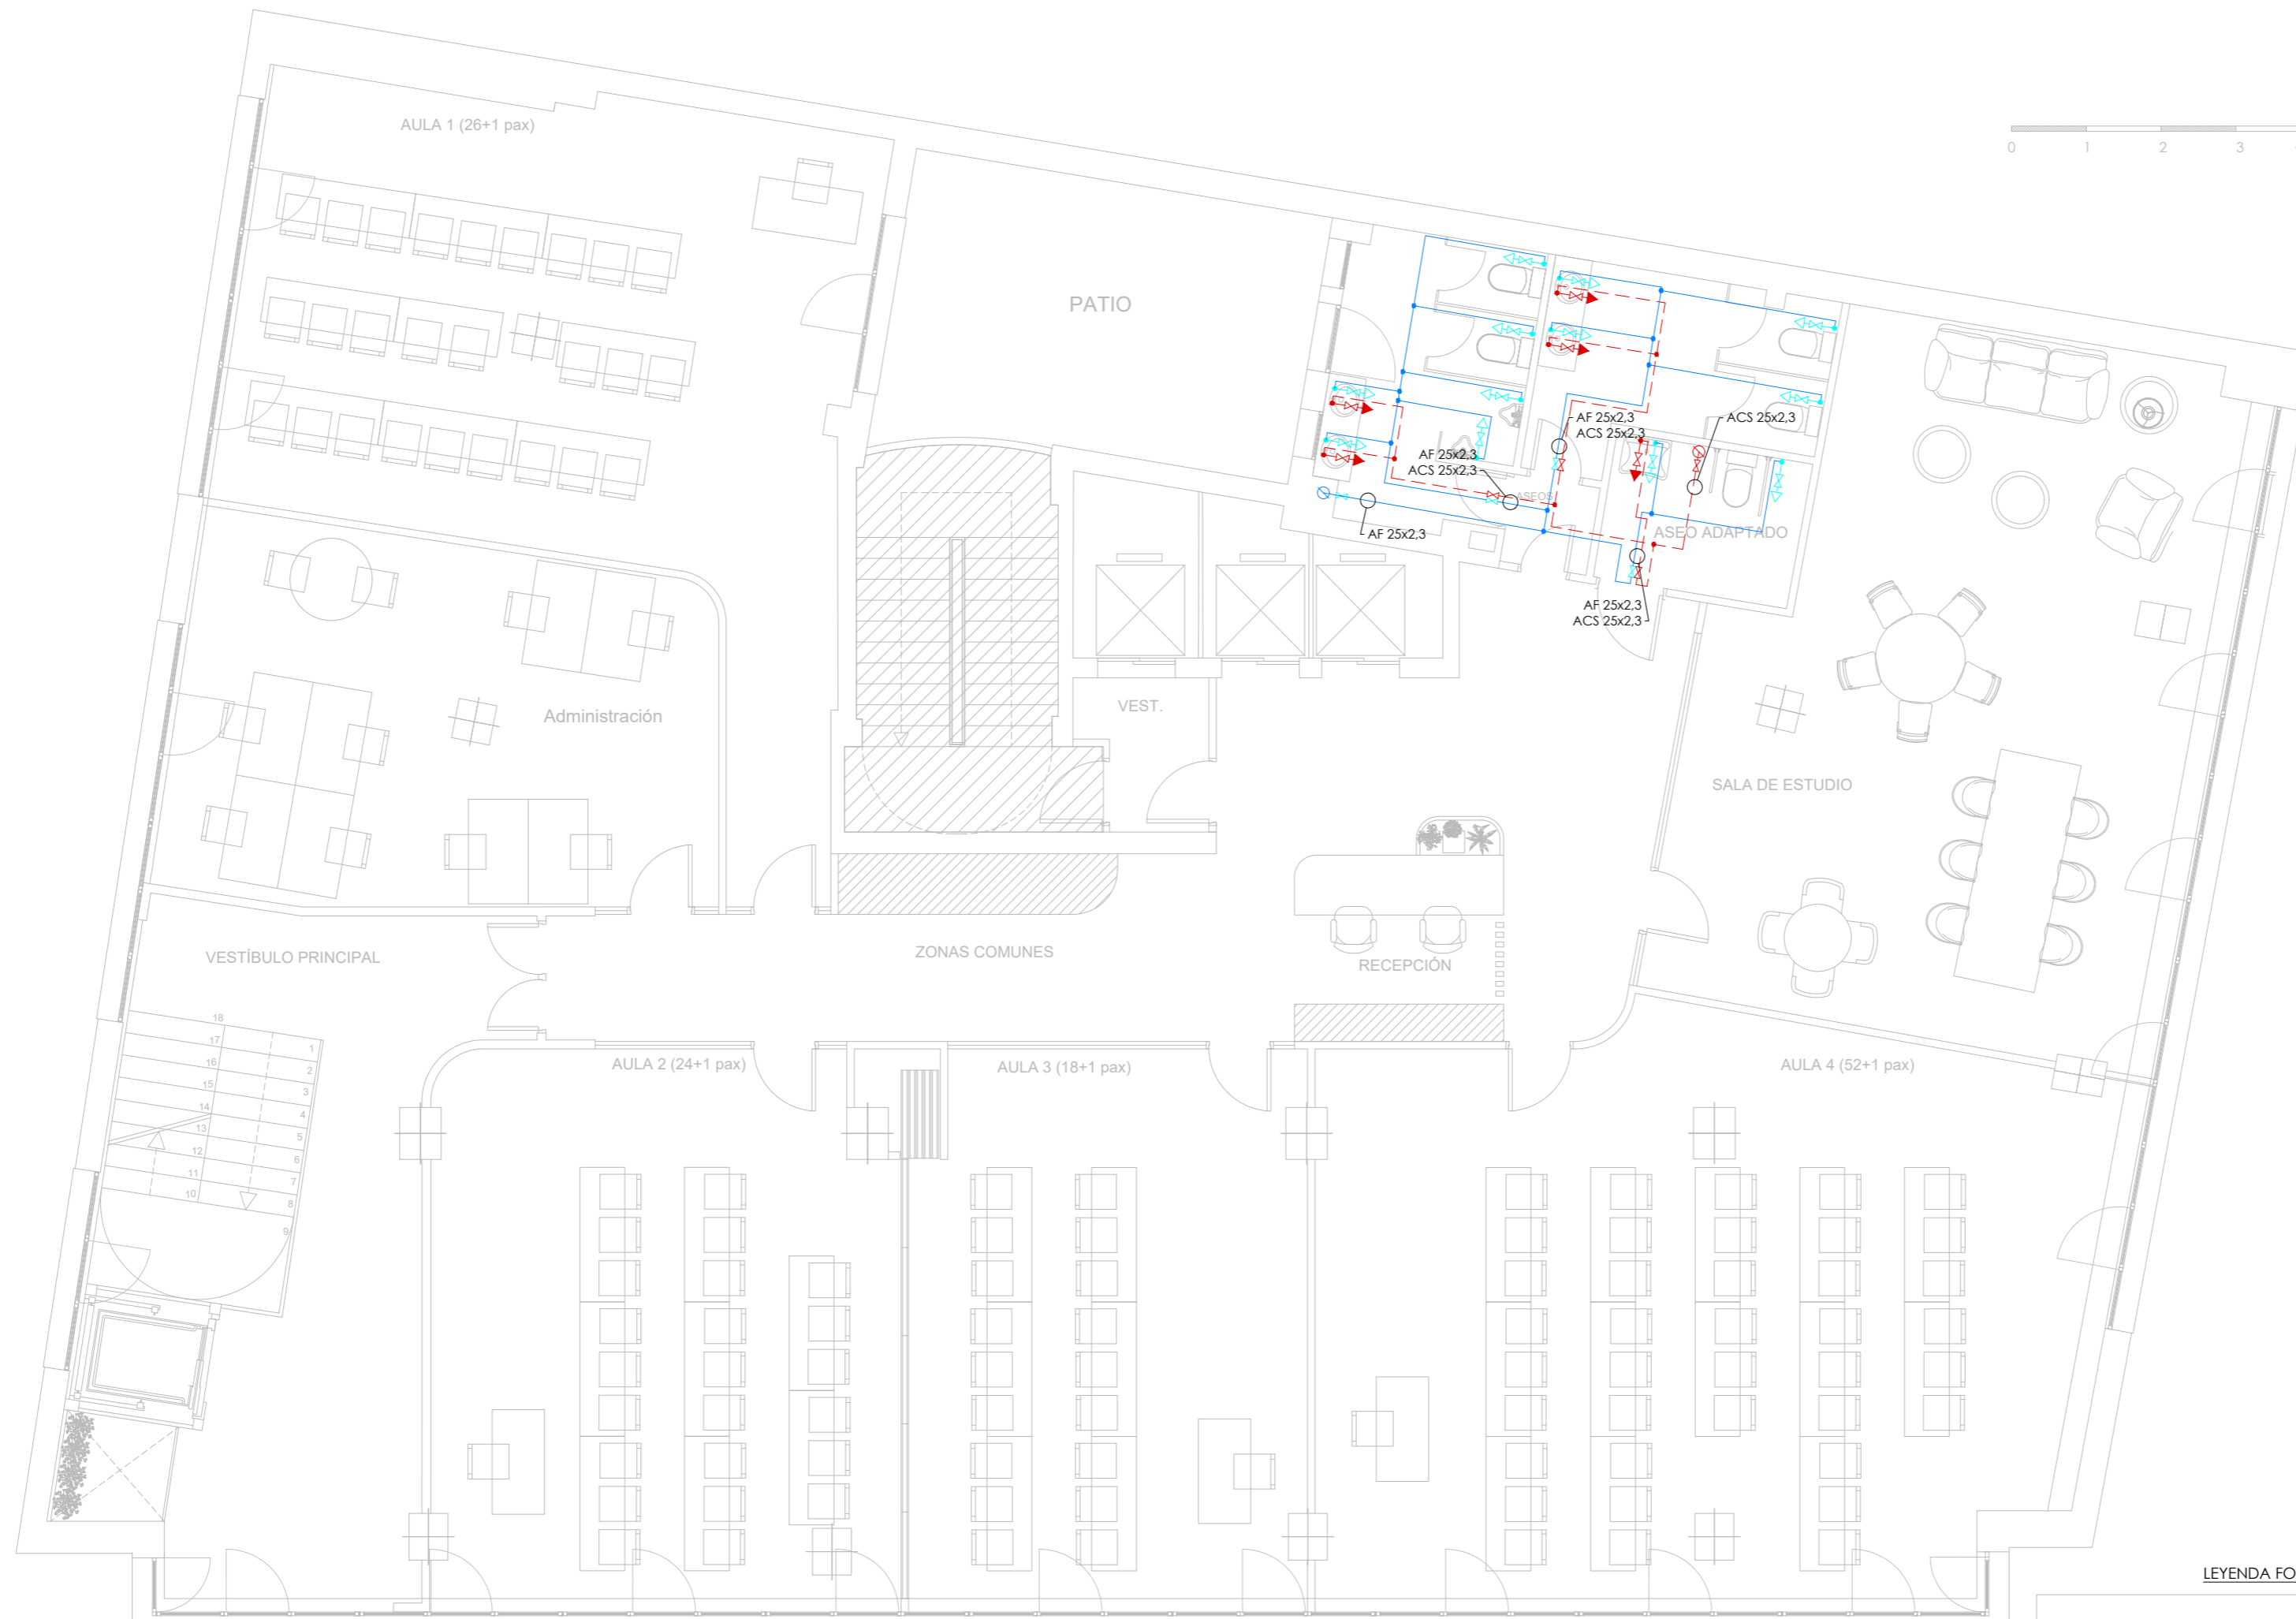 AULA 1 (26+1 pax)
0 1 2 3
PATIO
AF 25x2,3
ACS 25x2,3
ACS 25x2,3
AF 25x2,3
ACS 25x2,3
ASEOS
AF 25x2,3
ASEO ADAPTADO
AF 25x2,3
ACS 25x2,3
Administración
VEST.
SALA DE ESTUDIO
VESTÍBULO PRINCIPAL
ZONAS COMUNES
RECEPCIÓN
18
17
16
15
14
13
12
11
10
1
2
3
4
5
6
7
8
9
AULA 2 (24+1 pax)
AULA 3 (18+1 pax)
AULA 4 (52+1 pax)
LEYENDA FO